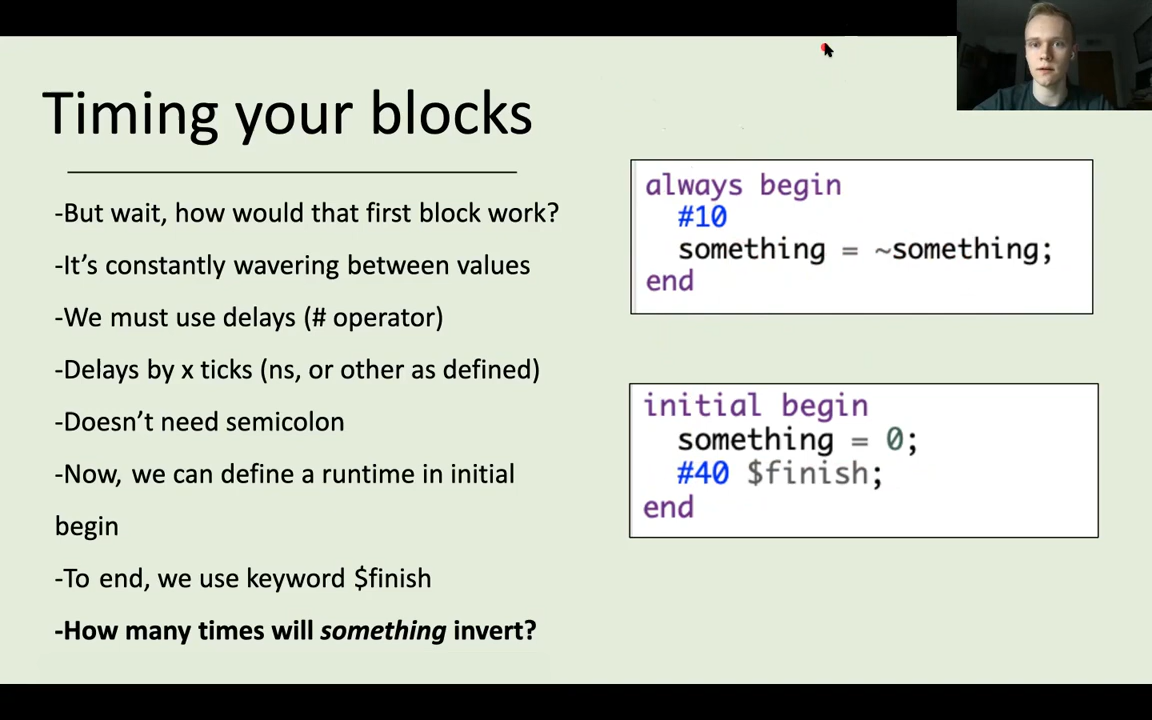 Timing your blocks
-But wait, how would that first block work?
-It’s constantly wavering between values
-We must use delays (# operator)
-Delays by x ticks (ns, or other as defined)
-Doesn’t need semicolon
-Now, we can define a runtime in initial
begin
-To end, we use keyword $finish
-How many times will something invert?
always begin
#10
something = ~something;
end
initial begin
something = 0;
#40 $finish;
end